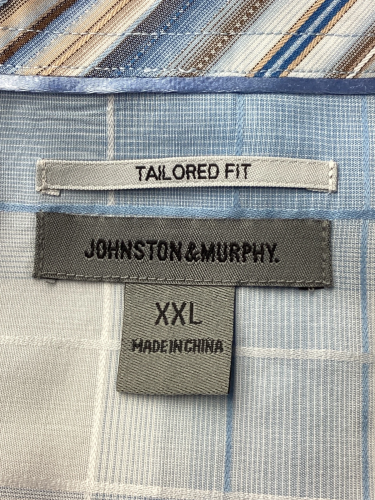 TAILORED FIT
JOHNSTON & MURPHY.
XXL
MADE IN CHINA